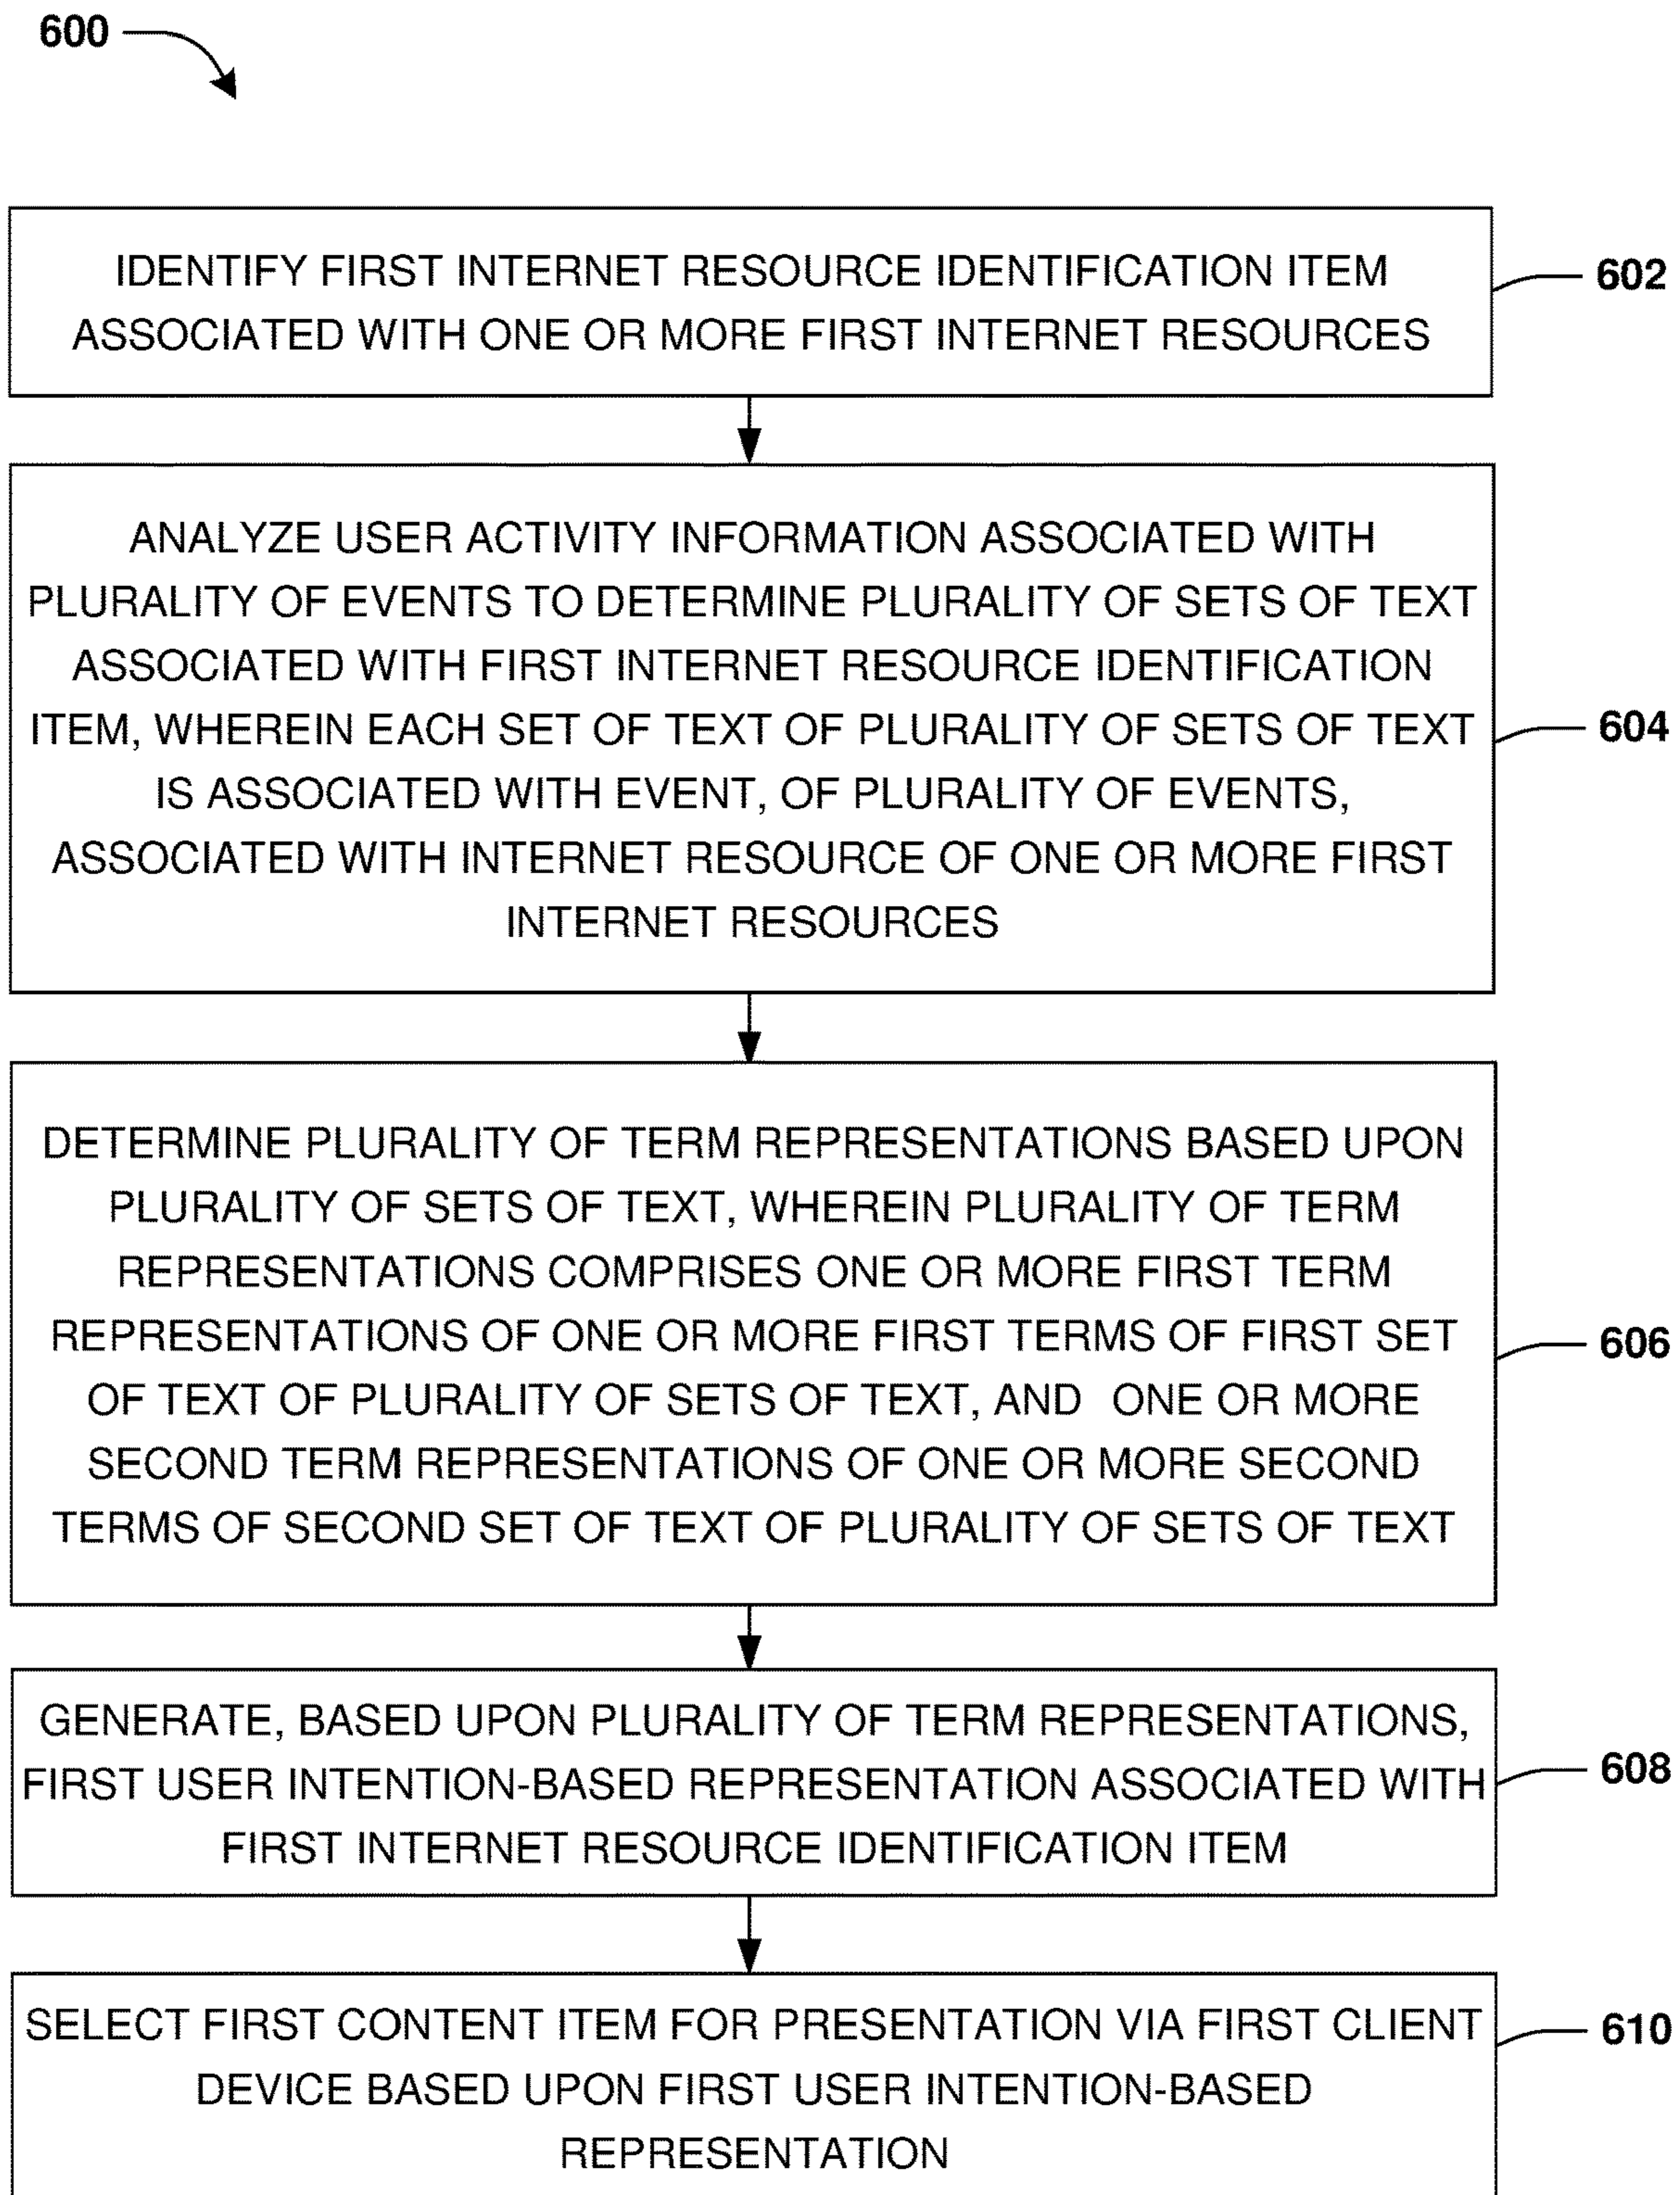 600
IDENTIFY FIRST INTERNET RESOURCE IDENTIFICATION ITEM
ASSOCIATED WITH ONE OR MORE FIRST INTERNET RESOURCES
602
ANALYZE USER ACTIVITY INFORMATION ASSOCIATED WITH
PLURALITY OF EVENTS TO DETERMINE PLURALITY OF SETS OF TEXT
ASSOCIATED WITH FIRST INTERNET RESOURCE IDENTIFICATION
ITEM, WHEREIN EACH SET OF TEXT OF PLURALITY OF SETS OF TEXT
IS ASSOCIATED WITH EVENT, OF PLURALITY OF EVENTS,
ASSOCIATED WITH INTERNET RESOURCE OF ONE OR MORE FIRST
INTERNET RESOURCES
604
DETERMINE PLURALITY OF TERM REPRESENTATIONS BASED UPON
PLURALITY OF SETS OF TEXT, WHEREIN PLURALITY OF TERM
REPRESENTATIONS COMPRISES ONE OR MORE FIRST TERM
REPRESENTATIONS OF ONE OR MORE FIRST TERMS OF FIRST SET
OF TEXT OF PLURALITY OF SETS OF TEXT, AND ONE OR MORE
SECOND TERM REPRESENTATIONS OF ONE OR MORE SECOND
TERMS OF SECOND SET OF TEXT OF PLURALITY OF SETS OF TEXT
606
GENERATE, BASED UPON PLURALITY OF TERM REPRESENTATIONS,
FIRST USER INTENTION-BASED REPRESENTATION ASSOCIATED WITH
FIRST INTERNET RESOURCE IDENTIFICATION ITEM
608
SELECT FIRST CONTENT ITEM FOR PRESENTATION VIA FIRST CLIENT
DEVICE BASED UPON FIRST USER INTENTION-BASED
REPRESENTATION
610